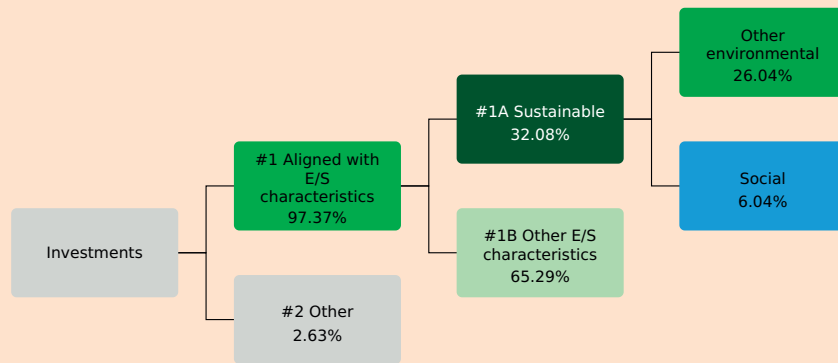 Investments
#1 Aligned with
E/S
characteristics
97.37%
#2 Other
2.63%
#1A Sustainable
32.08%
#1B Other E/S
characteristics
65.29%
Other
environmental
26.04%
Social
6.04%